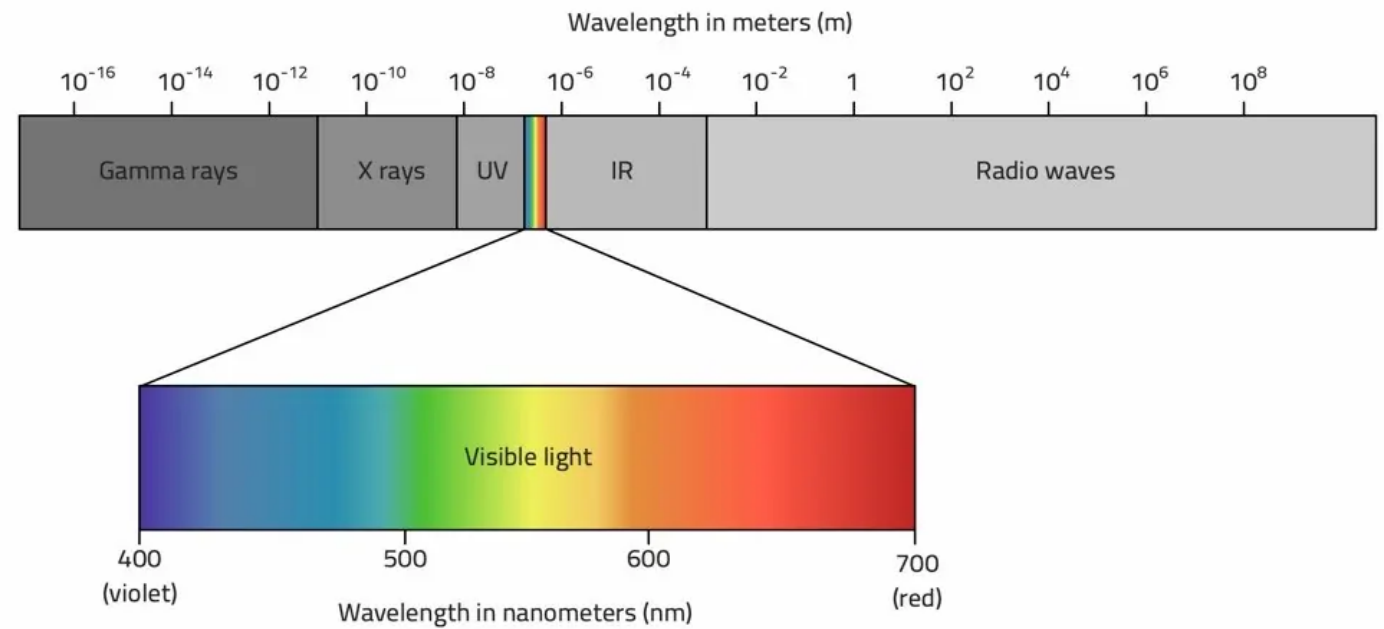 Wavelength in meters (m)
10⁻¹⁶ 10⁻¹⁴ 10⁻¹² 10⁻¹⁰ 10⁻⁸ 10⁻⁶ 10⁻⁴ 10⁻² 1 10² 10⁴ 10⁶ 10⁸
Gamma rays X rays UV IR Radio waves
Visible light
400 500 600 700
(violet) (red)
Wavelength in nanometers (nm)